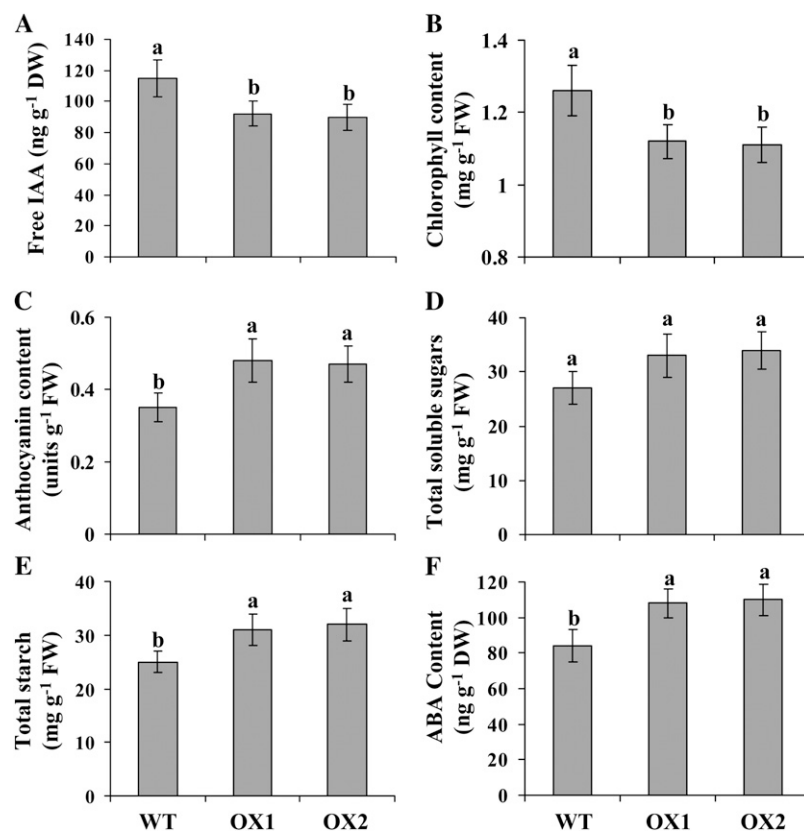 A
Free IAA (ng g-1 DW)
140
120
100
80
60
40
20
0
a
b
b
B
Chlorophyll content
(mg g-1 FW)
1.4
1.2
1
0.8
a
b
b
C
Anthocyanin content
(units g-1 FW)
0.6
0.4
0.2
0
b
a
a
D
Total soluble sugars
(mg g-1 FW)
40
30
20
10
0
a
a
a
E
Total starch
(mg g-1 FW)
40
30
20
10
0
b
a
a
WT OX1 OX2
F
ABA Content
(ng g-1 DW)
120
100
80
60
40
20
0
b
a
a
WT OX1 OX2